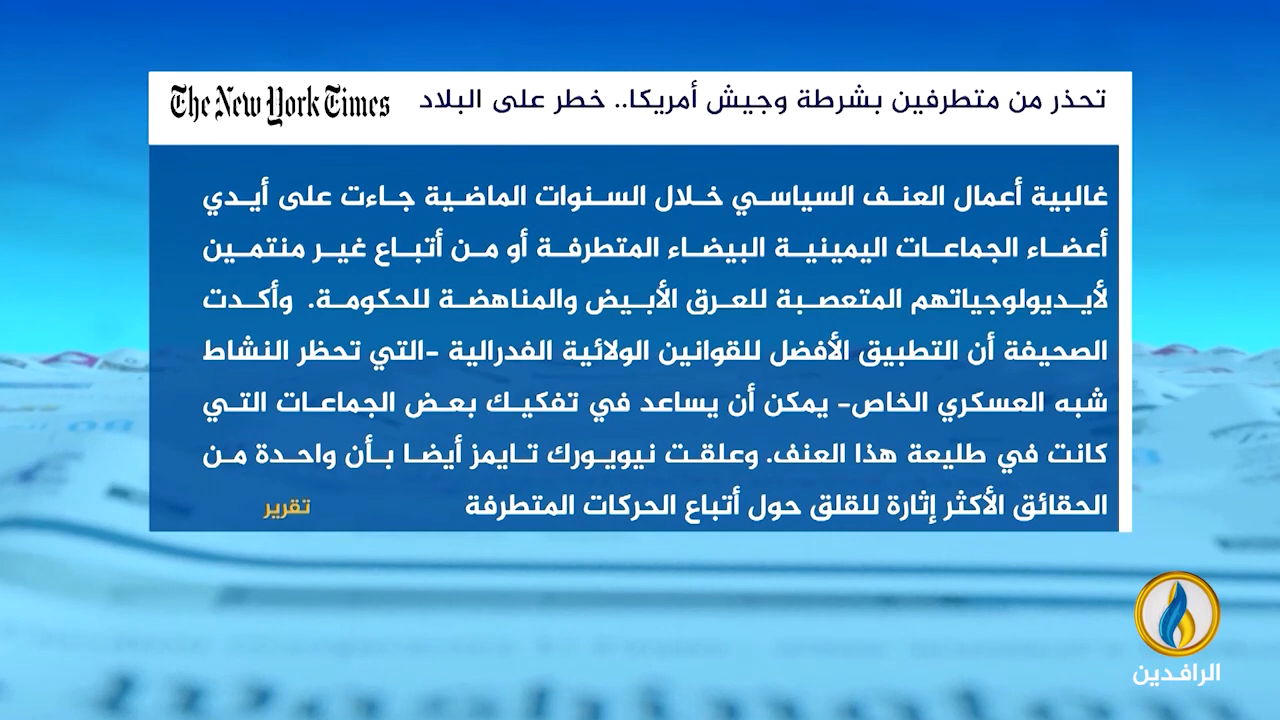 The New York Times
تحذر من متطرفين بشرطة وجيش أمريكا.. خطر على البلاد
غالبية أعمال العنف السياسي خلال السنوات الماضية جاءت على أيدي
أعضاء الجماعات اليمينية البيضاء المتطرفة أو من أتباع غير منتمين
لأيديولوجياتهم المتعصبة للعرق الأبيض والمناهضة للحكومة. وأكدت
الصحيفة أن التطبيق الأفضل للقوانين الولائية الفدرالية -التي تحظر النشاط
شبه العسكري الخاص- يمكن أن يساعد في تفكيك بعض الجماعات التي
كانت في طليعة هذا العنف. وعلقت نيويورك تايمز أيضا بأن واحدة من
الحقائق الأكثر إثارة للقلق حول أتباع الحركات المتطرفة
تقرير
الرافدين